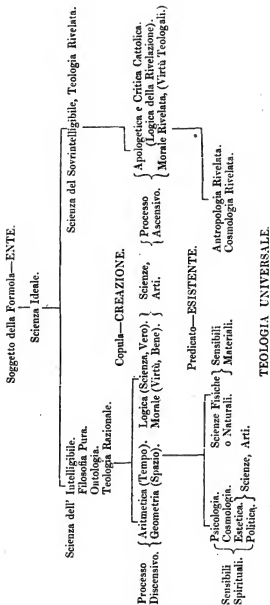 Soggetto della Formola—ENTE.
Scienza Ideale.
Scienza dell' Intelligibile.
Filosofia Pura.
Ontologia.
Teologia Razionale.
Scienza del Sovrintelligibile, Teologia Rivelata.
Copula—CREAZIONE.
Processo Discensivo.
Aritmetica (Tempo).
Geometria (Spazio).
Logica (Scienza, Vero).
Morale (Virtù, Bene).
Scienze,
Arti.
Processo
Ascensivo.
Apologetica e Critica Cattolica.
(Logica della Rivelazione).
Morale Rivelata, (Virtù Teologali.)
Predicato—ESISTENTE.
Sensibili Spirituali.
Psicologia.
Cosmologia.
Estetica.
Politica.
Scienze, Arti.
Scienze Fisiche
o Naturali.
Sensibili
Materiali.
Antropologia Rivelata.
Cosmologia Rivelata.
TEOLOGIA UNIVERSALE.